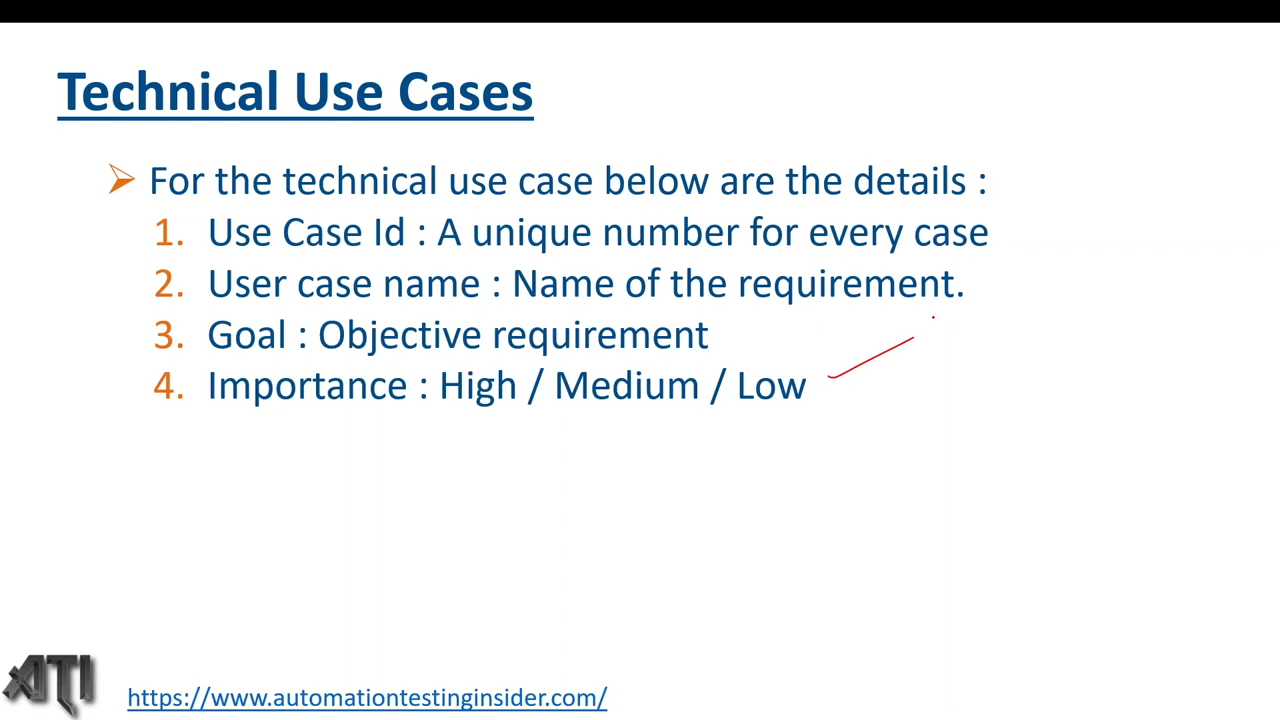 Technical Use Cases
➢ For the technical use case below are the details :
1. Use Case Id : A unique number for every case
2. User case name : Name of the requirement.
3. Goal : Objective requirement
4. Importance : High / Medium / Low
ATI
https://www.automationtestinginsider.com/